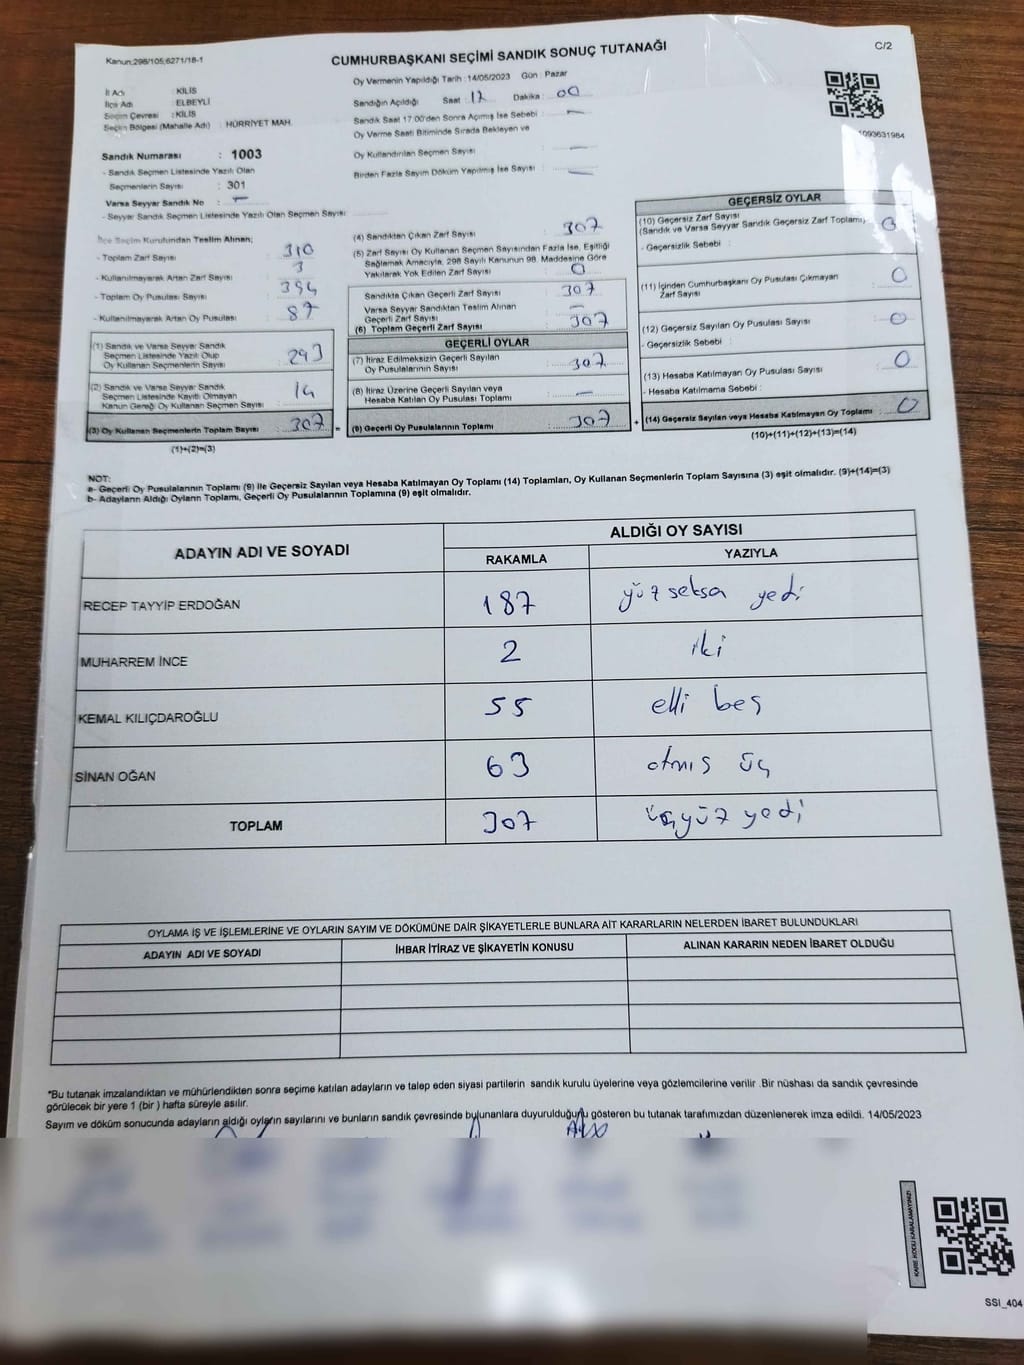 Kanun;298/105;6271/18-1
CUMHURBAŞKANI SEÇİMİ SANDIK SONUÇ TUTANAĞI
C/2
İl Adı : KİLİS
İlçe Adı : ELBEYLİ
Seçim Çevresi : KİLİS
Seçim Bölgesi (Mahalle Adı) : HÜRRİYET MAH.
Oy Vermenin Yapıldığı Tarih : 14/05/2023 Gün : Pazar
Sandığın Açıldığı Saat : 17 Dakika : 00
Sandık Saat 17:00'den Sonra Açılmış İse Sebebi : —
Oy Verme Saati Bitiminde Sırada Bekleyen ve
Oy Kullandırılan Seçmen Sayısı : —
Birden Fazla Sayım Döküm Yapılmış İse Sayısı : —
1093631984
Sandık Numarası : 1003
- Sandık Seçmen Listesinde Yazılı Olan
Seçmenlerin Sayısı : 301
Varsa Seyyar Sandık No : —
- Seyyar Sandık Seçmen Listesinde Yazılı Olan Seçmen Sayısı:
İlçe Seçim Kurulundan Teslim Alınan;
- Toplam Zarf Sayısı : 310
- Kullanılmayarak Artan Zarf Sayısı : 3
- Toplam Oy Pusulası Sayısı : 394
- Kullanılmayarak Artan Oy Pusulası : 87
(1) Sandık ve Varsa Seyyar Sandık
Seçmen Listesinde Yazılı Olup
Oy Kullanan Seçmenlerin Sayısı : 293
(2) Sandık ve Varsa Seyyar Sandık
Seçmen Listesinde Kayıtlı Olmayan
Kanun Gereği Oy Kullanan Seçmen Sayısı : 14
(3) Oy Kullanan Seçmenlerin Toplam Sayısı : 307
(1)+(2)=(3)
(4) Sandıktan Çıkan Zarf Sayısı : 307
(5) Zarf Sayısı Oy Kullanan Seçmen Sayısından Fazla İse, Eşitliği
Sağlamak Amacıyla, 298 Sayılı Kanunun 98. Maddesine Göre
Yakılarak Yok Edilen Zarf Sayısı : 0
Sandıkta Çıkan Geçerli Zarf Sayısı : 307
Varsa Seyyar Sandıktan Teslim Alınan
Geçerli Zarf Sayısı : —
(6) Toplam Geçerli Zarf Sayısı : 307
GEÇERLİ OYLAR
(7) İtiraz Edilmeksizin Geçerli Sayılan
Oy Pusulalarının Sayısı : 307
(8) İtiraz Üzerine Geçerli Sayılan veya
Hesaba Katılan Oy Pusulası Toplamı : —
= (9) Geçerli Oy Pusulalarının Toplamı : 307
GEÇERSİZ OYLAR
(10) Geçersiz Zarf Sayısı
(Sandık ve Varsa Seyyar Sandık Geçersiz Zarf Toplamı) : 0
- Geçersizlik Sebebi :
(11) İçinden Cumhurbaşkanı Oy Pusulası Çıkmayan
Zarf Sayısı : 0
(12) Geçersiz Sayılan Oy Pusulası Sayısı : 0
- Geçersizlik Sebebi :
(13) Hesaba Katılmayan Oy Pusulası Sayısı : 0
- Hesaba Katılmama Sebebi :
+ (14) Geçersiz Sayılan veya Hesaba Katılmayan Oy Toplamı : 0
(10)+(11)+(12)+(13)=(14)
NOT:
a- Geçerli Oy Pusulalarının Toplamı (9) ile Geçersiz Sayılan veya Hesaba Katılmayan Oy Toplamı (14) Toplamları, Oy Kullanan Seçmenlerin Toplam Sayısına (3) eşit olmalıdır. (9)+(14)=(3)
b- Adayların Aldığı Oyların Toplamı, Geçerli Oy Pusulalarının Toplamına (9) eşit olmalıdır.
ADAYIN ADI VE SOYADI ALDIĞI OY SAYISI
RAKAMLA YAZIYLA
RECEP TAYYİP ERDOĞAN 187 yüz seksen yedi
MUHARREM İNCE 2 iki
KEMAL KILIÇDAROĞLU 55 elli beş
SİNAN OĞAN 63 otmış üç
TOPLAM 307 üçyüz yedi
OYLAMA İŞ VE İŞLEMLERİNE VE OYLARIN SAYIM VE DÖKÜMÜNE DAİR ŞİKAYETLERLE BUNLARA AİT KARARLARIN NELERDEN İBARET BULUNDUKLARI
ADAYIN ADI VE SOYADI İHBAR İTİRAZ VE ŞİKAYETİN KONUSU ALINAN KARARIN NEDEN İBARET OLDUĞU
*Bu tutanak imzalandıktan ve mühürlendikten sonra seçime katılan adayların ve talep eden siyasi partilerin sandık kurulu üyelerine veya gözlemcilerine verilir .Bir nüshası da sandık çevresinde
görülecek bir yere 1 (bir ) hafta süreyle asılır.
Sayım ve döküm sonucunda adayların aldığı oyların sayılarını ve bunların sandık çevresinde bulunanlara duyurulduğunu gösteren bu tutanak tarafımızdan düzenlenerek imza edildi. 14/05/2023
KARE KODU KARALAMAYINIZ!
SSİ_404